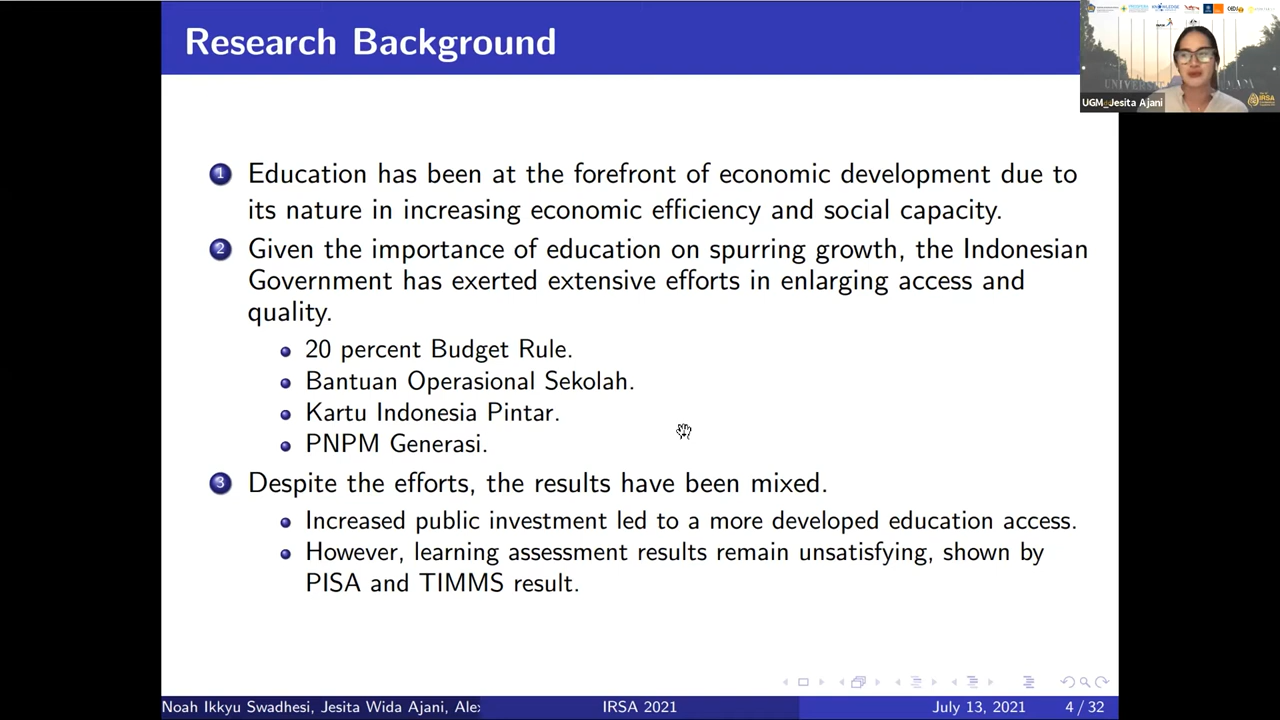 Research Background
UGM_Jesita Ajani
1 Education has been at the forefront of economic development due to
its nature in increasing economic efficiency and social capacity.
2 Given the importance of education on spurring growth, the Indonesian
Government has exerted extensive efforts in enlarging access and
quality.
20 percent Budget Rule.
Bantuan Operasional Sekolah.
Kartu Indonesia Pintar.
PNPM Generasi.
3 Despite the efforts, the results have been mixed.
Increased public investment led to a more developed education access.
However, learning assessment results remain unsatisfying, shown by
PISA and TIMMS result.
Noah Ikkyu Swadhesi, Jesita Wida Ajani, Ale
IRSA 2021
July 13, 2021
4 / 32